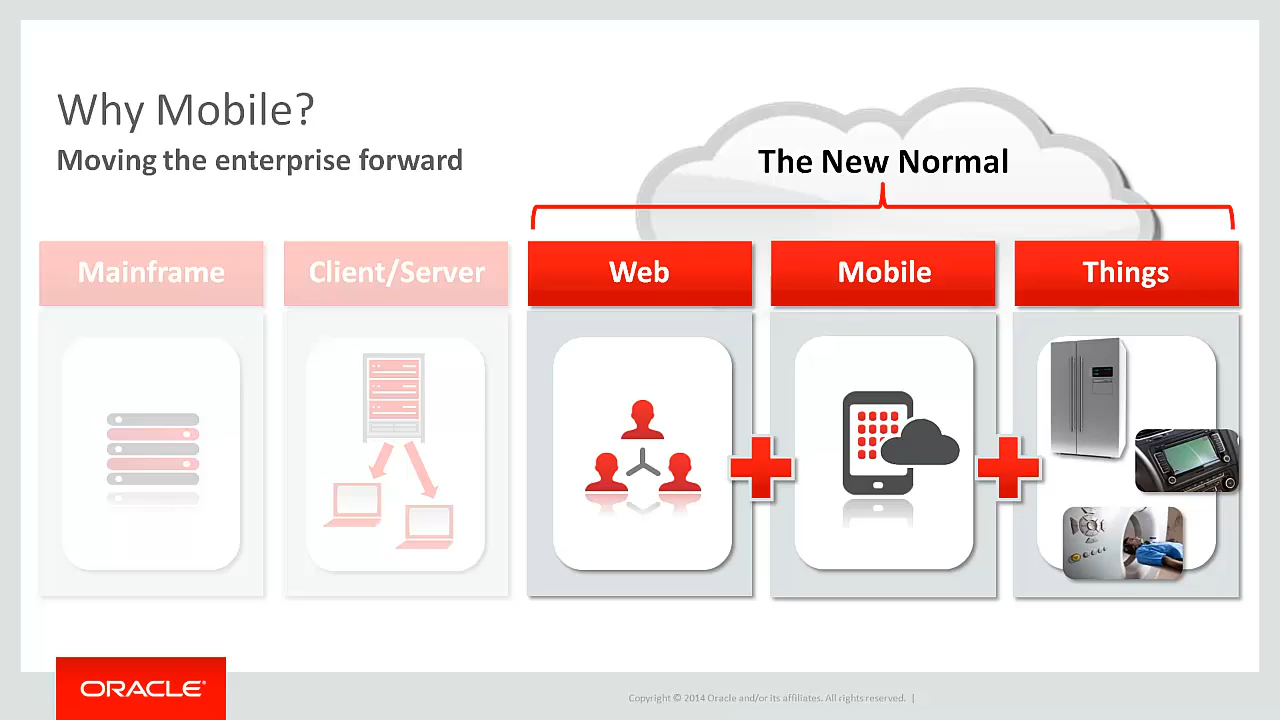 Why Mobile?
Moving the enterprise forward
The New Normal
Mainframe
Client/Server
Web
Mobile
Things
ORACLE®
Copyright © 2014 Oracle and/or its affiliates. All rights reserved. |